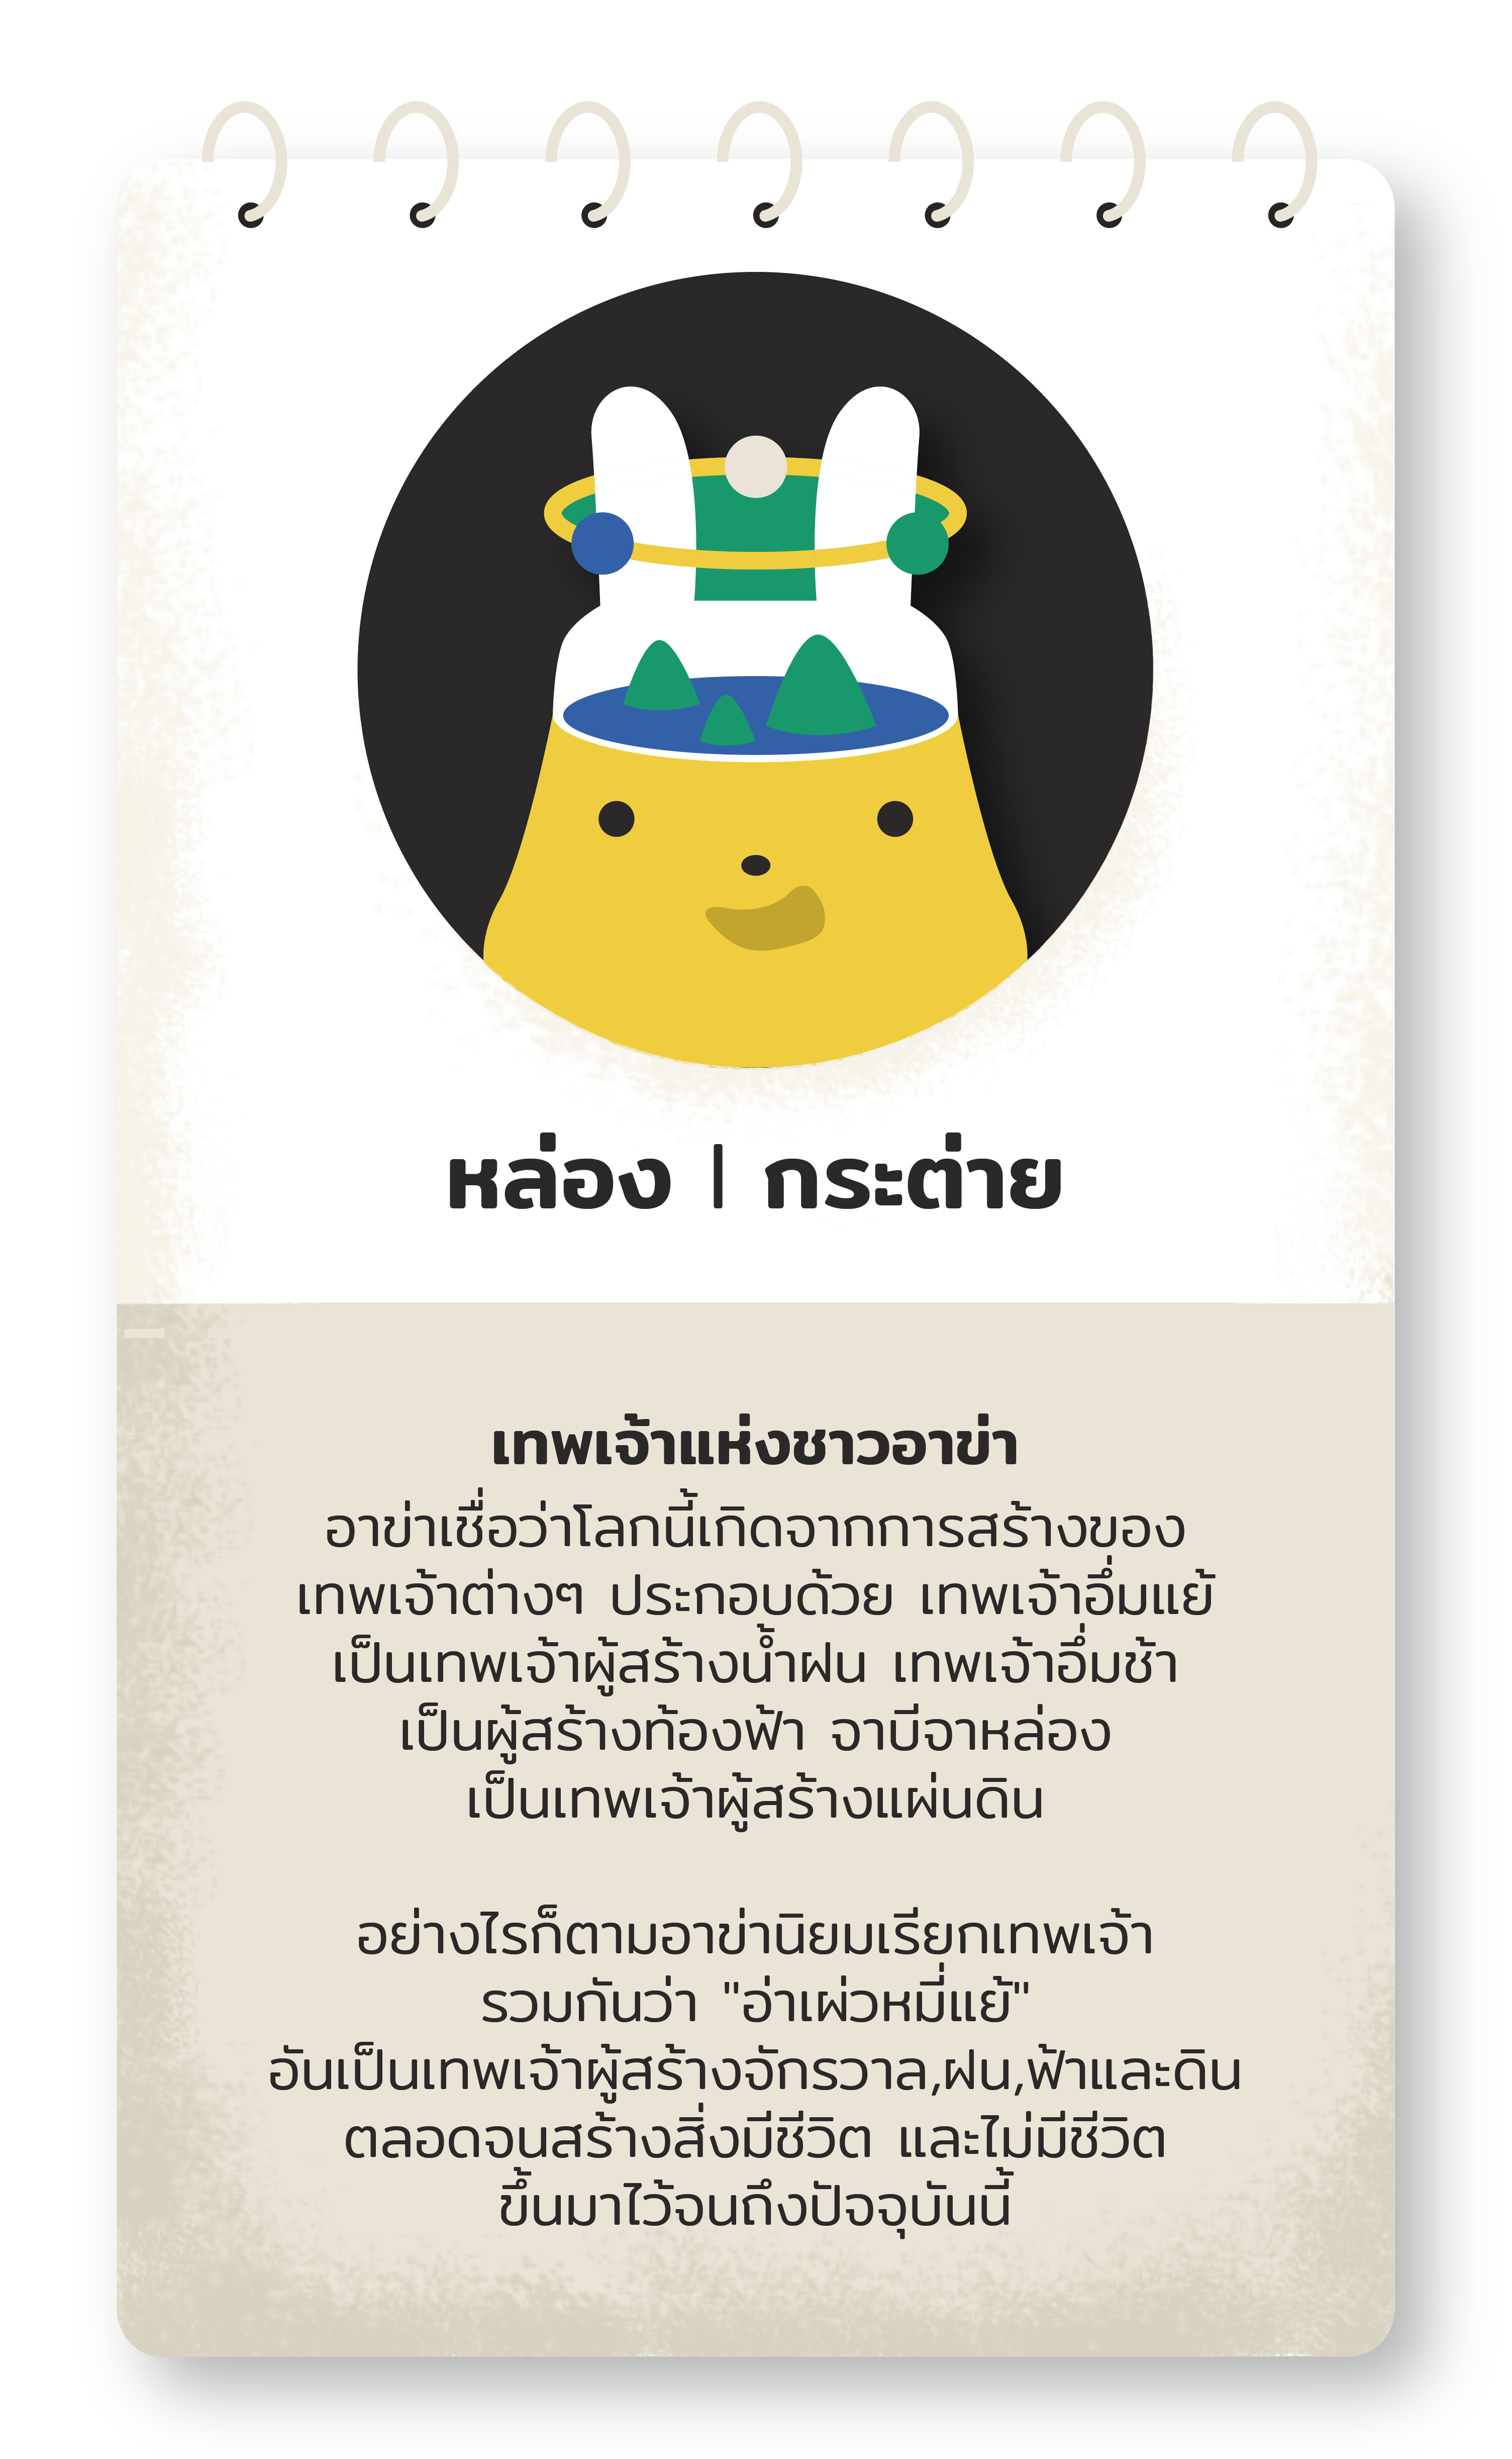 หล่อง | กระต่าย
เทพเจ้าแห่งชาวอาข่า
อาข่าเชื่อว่าโลกนี้เกิดจากการสร้างของ
เทพเจ้าต่างๆ ประกอบด้วย เทพเจ้าอึ่มแย้
เป็นเทพเจ้าผู้สร้างน้ำฝน เทพเจ้าอึ่มช้า
เป็นผู้สร้างท้องฟ้า จาบีจาหล่อง
เป็นเทพเจ้าผู้สร้างแผ่นดิน
อย่างไรก็ตามอาข่านิยมเรียกเทพเจ้า
รวมกันว่า "อ่าเผ่วหมี่แย้"
อันเป็นเทพเจ้าผู้สร้างจักรวาล,ฝน,ฟ้าและดิน
ตลอดจนสร้างสิ่งมีชีวิต และไม่มีชีวิต
ขึ้นมาไว้จนถึงปัจจุบันนี้